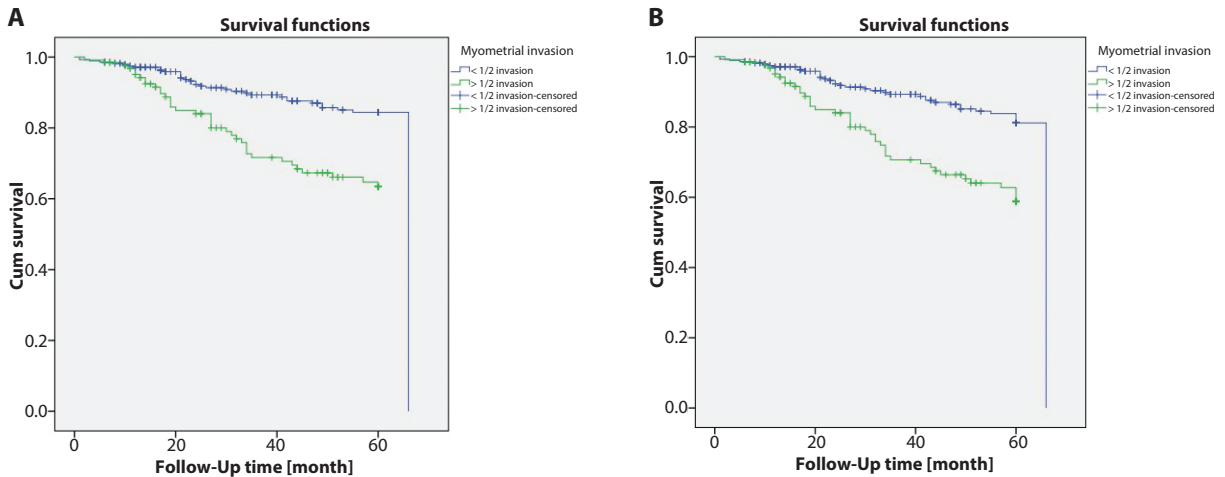 A
Survival functions
Cum survival
1.0
0.8
0.6
0.4
0.2
0.0
0
20
40
60
Follow-Up time [month]
Myometrial invasion
< 1/2 invasion
> 1/2 invasion
< 1/2 invasion-censored
> 1/2 invasion-censored
B
Survival functions
Cum survival
1.0
0.8
0.6
0.4
0.2
0.0
0
20
40
60
Follow-Up time [month]
Myometrial invasion
< 1/2 invasion
> 1/2 invasion
< 1/2 invasion-censored
> 1/2 invasion-censored